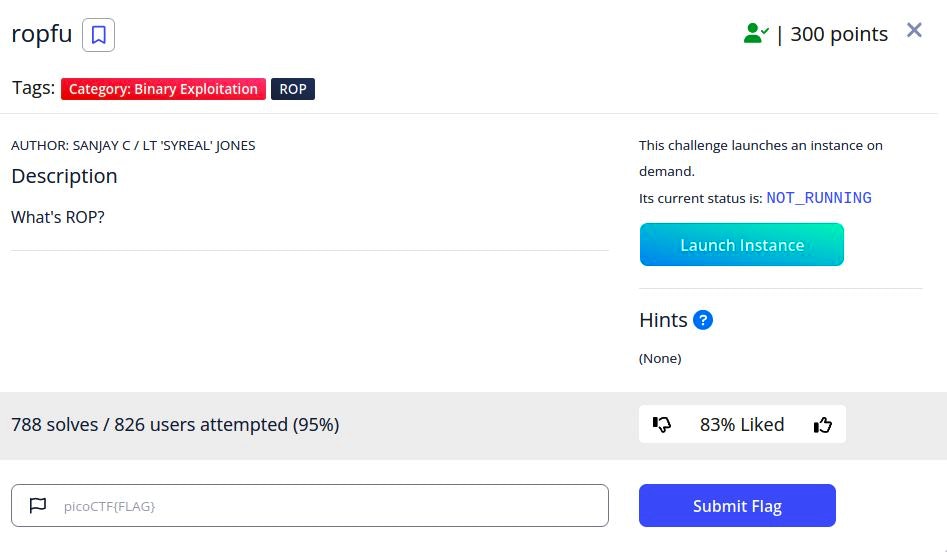 ropfu
| 300 points
Tags: Category: Binary Exploitation ROP
AUTHOR: SANJAY C / LT 'SYREAL' JONES
Description
What's ROP?
This challenge launches an instance on
demand.
Its current status is: NOT_RUNNING
Launch Instance
Hints ?
(None)
788 solves / 826 users attempted (95%)
83% Liked
picoCTF{FLAG}
Submit Flag